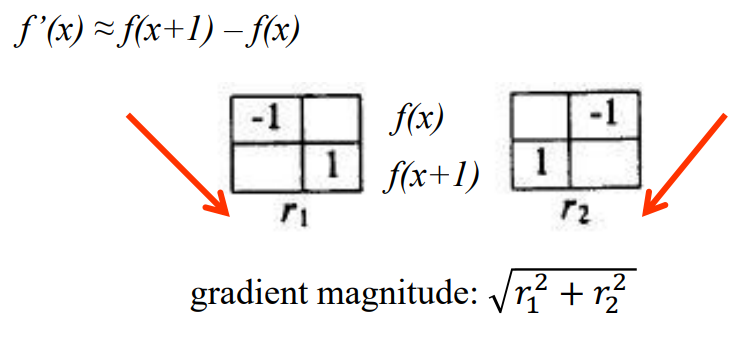 f’(x) ≈ f(x+1) – f(x)
-1 f(x) -1
1 f(x+1) 1
r1 r2
gradient magnitude: √(r₁² + r₂²)